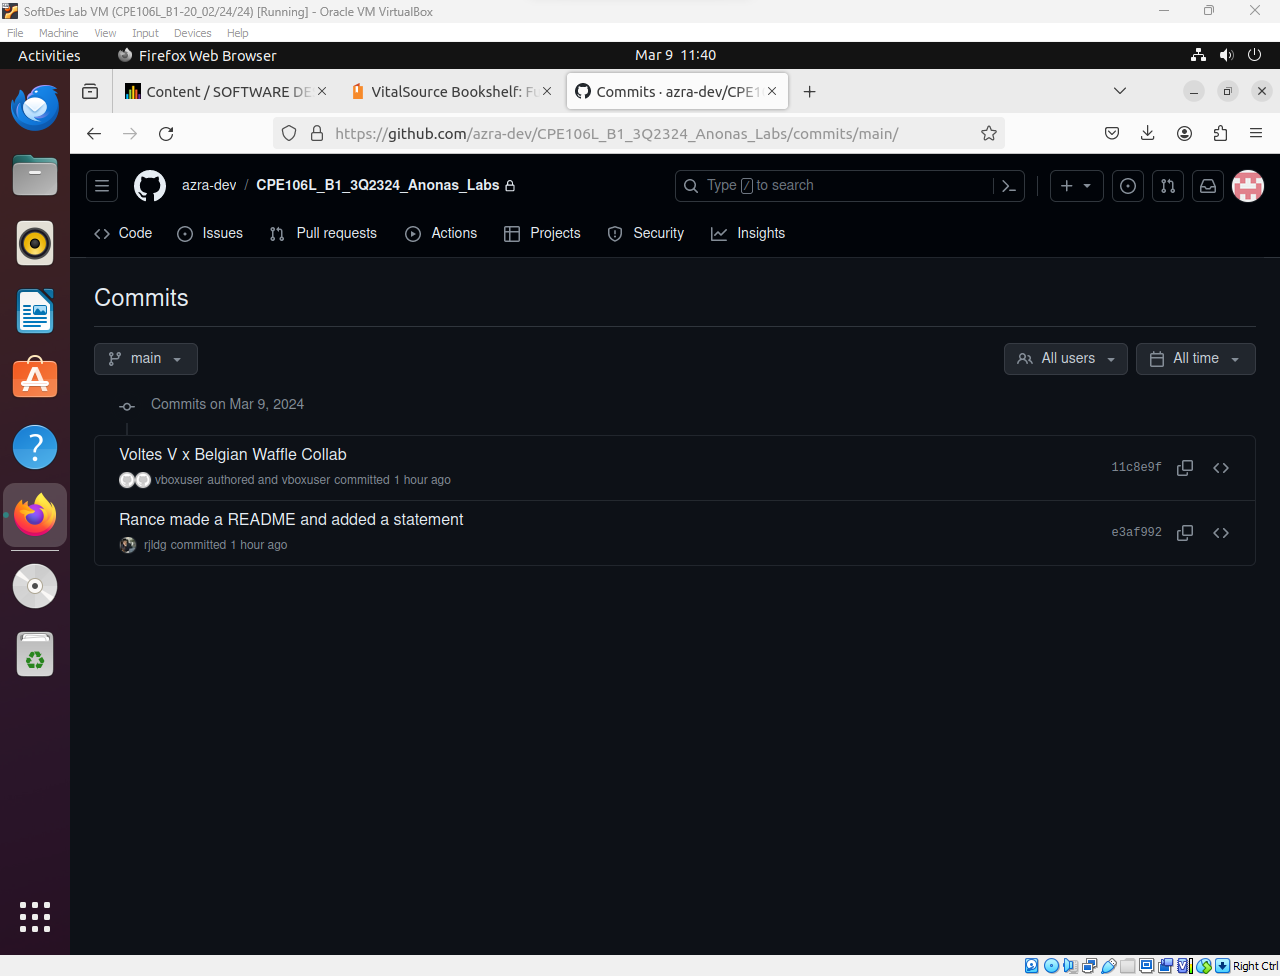 SoftDes Lab VM (CPE106L_B1-20_02/24/24) [Running] - Oracle VM VirtualBox
File Machine View Input Devices Help
Activities Firefox Web Browser Mar 9 11:40
Content / SOFTWARE DE VitalSource Bookshelf: Fu Commits · azra-dev/CPE1
https://github.com/azra-dev/CPE106L_B1_3Q2324_Anonas_Labs/commits/main/
azra-dev / CPE106L_B1_3Q2324_Anonas_Labs Type / to search
Code Issues Pull requests Actions Projects Security Insights
Commits
main All users All time
Commits on Mar 9, 2024
Voltes V x Belgian Waffle Collab
11c8e9f
vboxuser authored and vboxuser committed 1 hour ago
Rance made a README and added a statement
e3af992
rjldg committed 1 hour ago
Right Ctrl